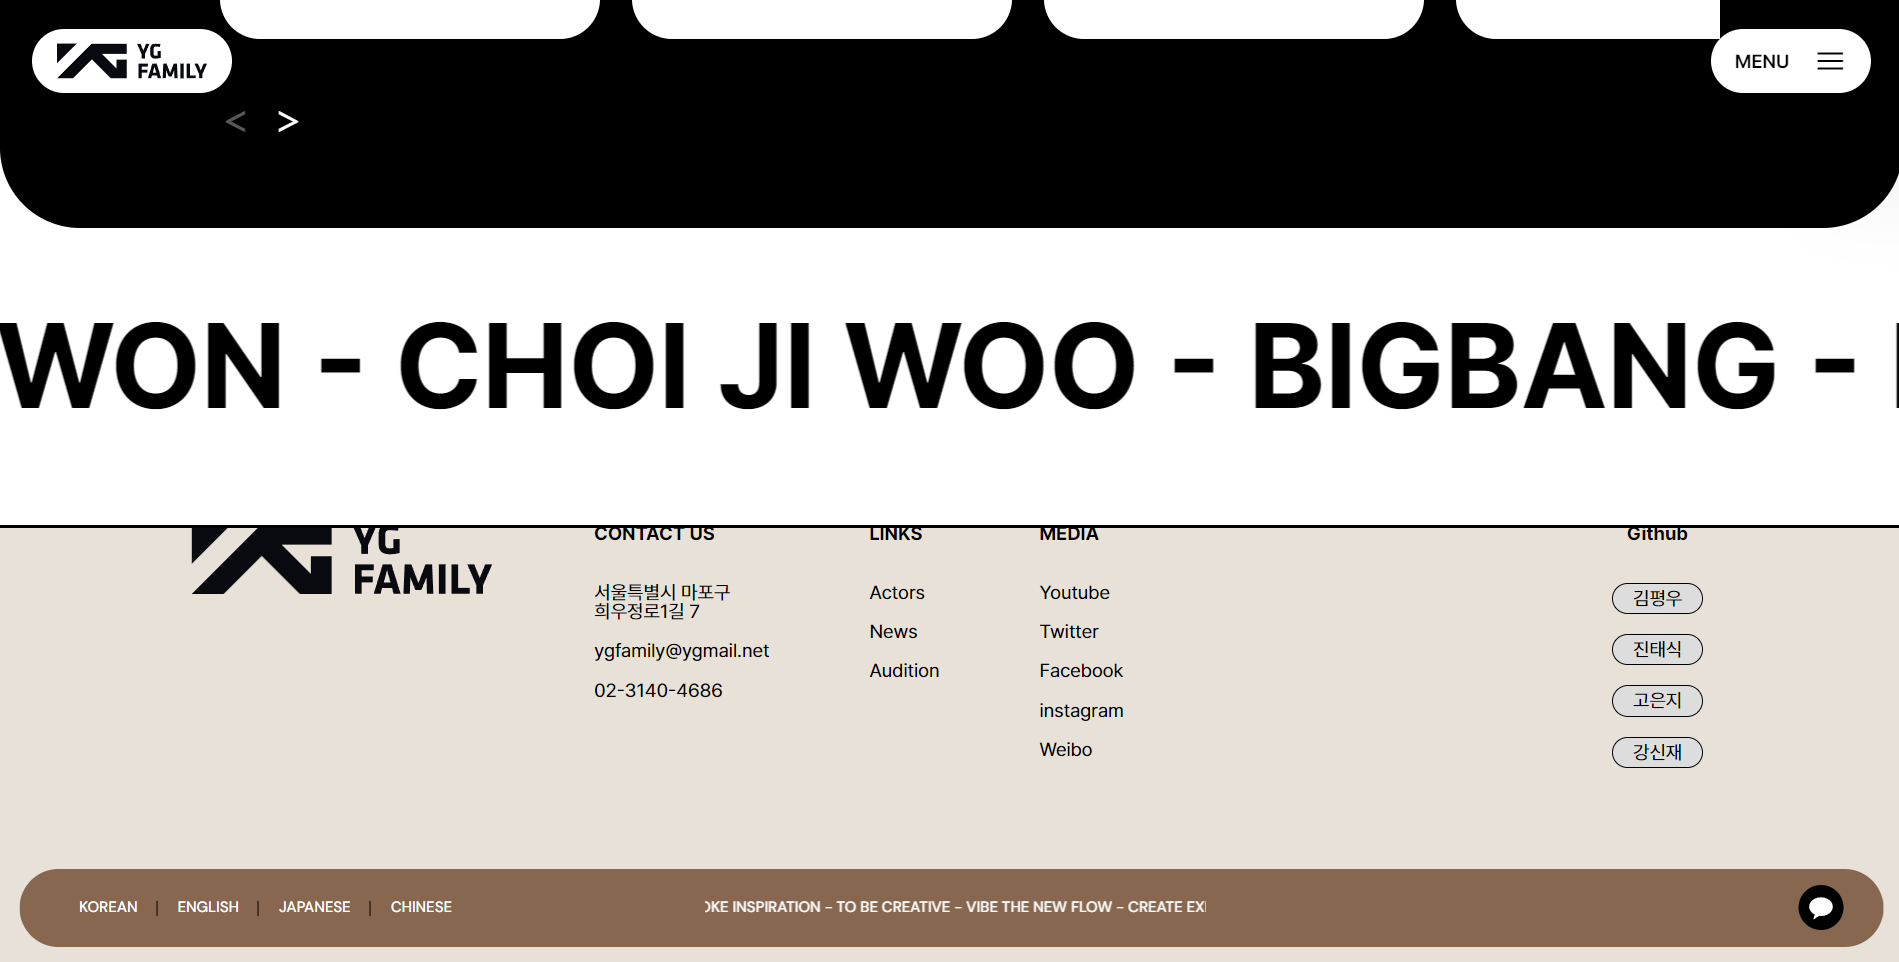 YG
FAMILY
MENU
< >
WON - CHOI JI WOO - BIGBANG -
YG
FAMILY
CONTACT US
서울특별시 마포구
희우정로1길 7
ygfamily@ygmail.net
02-3140-4686
LINKS
Actors
News
Audition
MEDIA
Youtube
Twitter
Facebook
instagram
Weibo
Github
김평우
진태식
고은지
강신재
KOREAN | ENGLISH | JAPANESE | CHINESE
OKE INSPIRATION - TO BE CREATIVE - VIBE THE NEW FLOW - CREATE EX